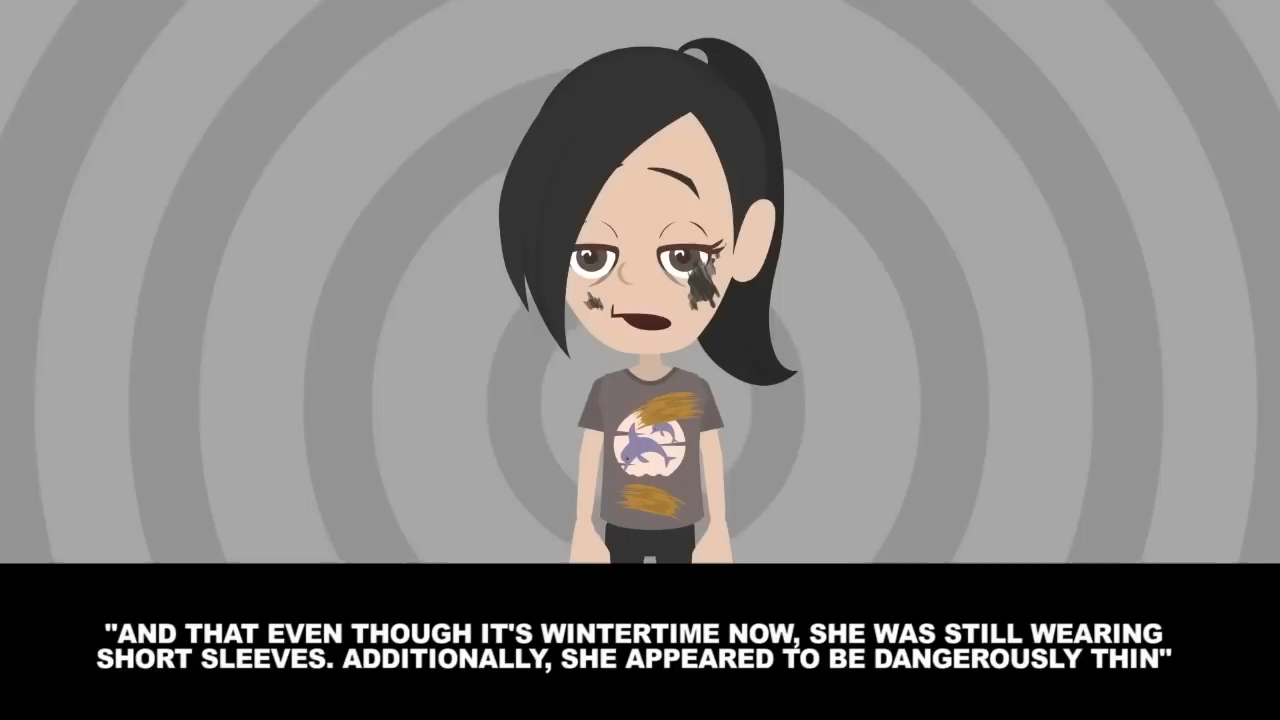 "AND THAT EVEN THOUGH IT'S WINTERTIME NOW, SHE WAS STILL WEARING
SHORT SLEEVES. ADDITIONALLY, SHE APPEARED TO BE DANGEROUSLY THIN"